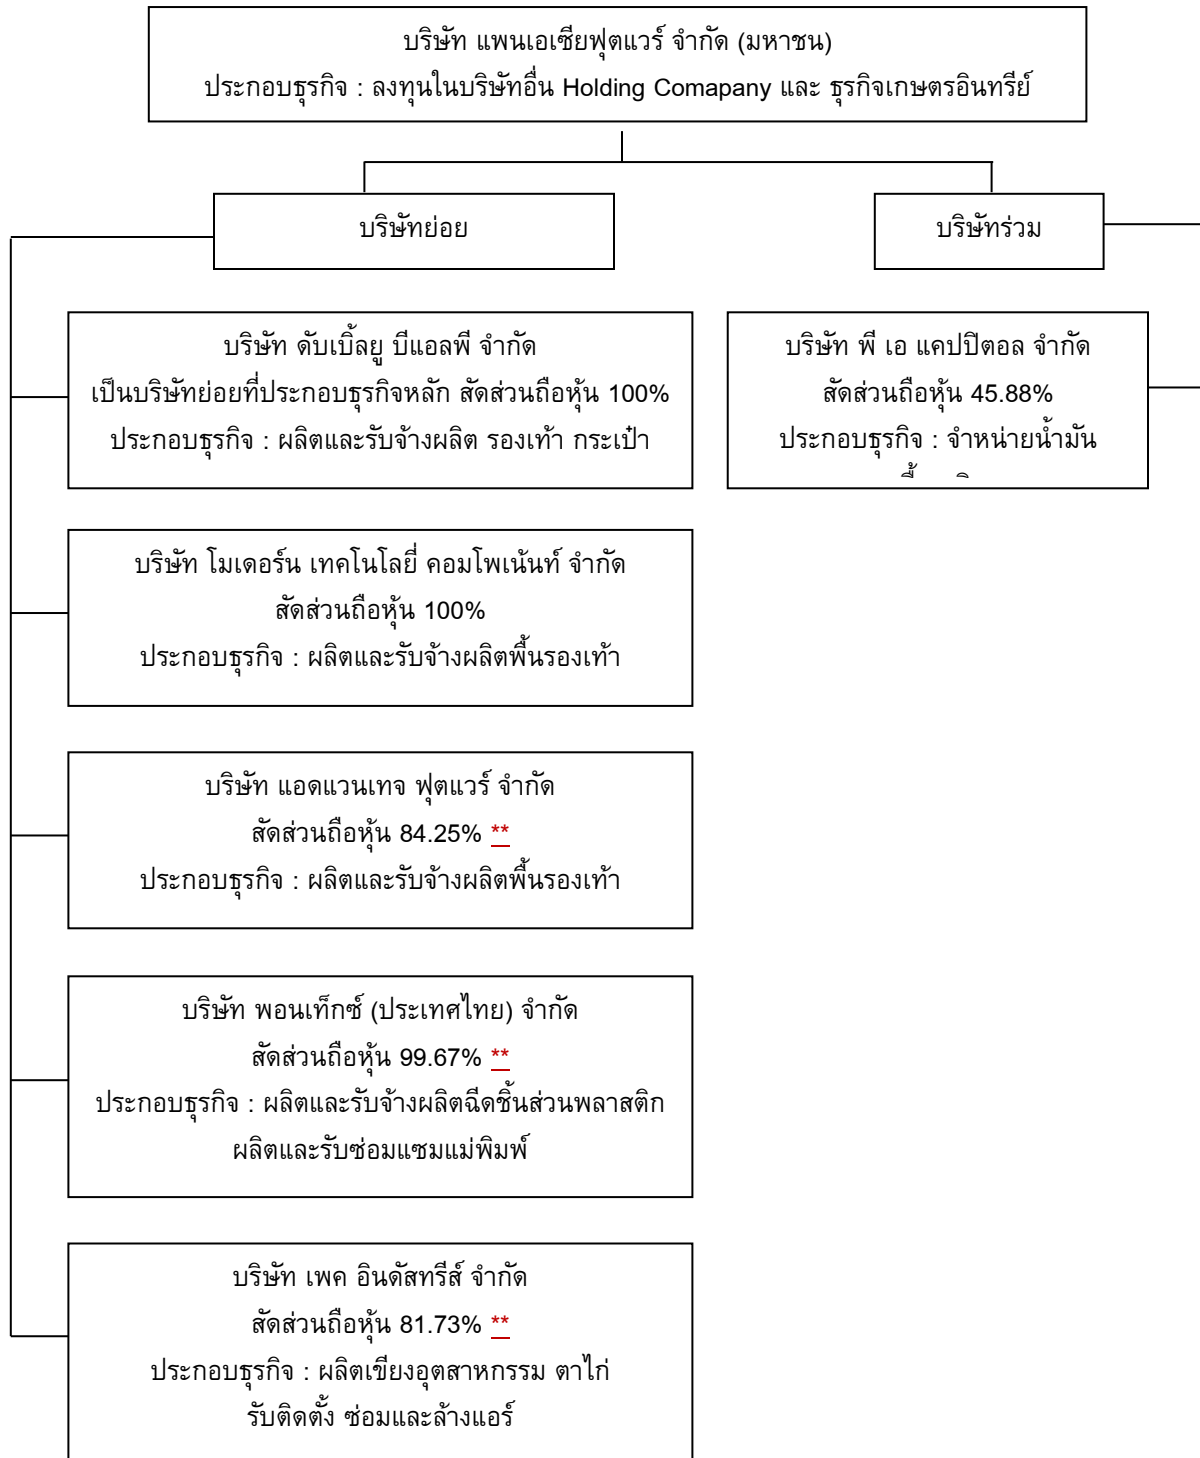 บริษัท แพนเอเซียฟุตแวร์ จำกัด (มหาชน)
ประกอบธุรกิจ : ลงทุนในบริษัทอื่น Holding Comapany และ ธุรกิจเกษตรอินทรีย์
บริษัทย่อย
บริษัทร่วม
บริษัท ดับเบิ้ลยู บีแอลพี จำกัด
เป็นบริษัทย่อยที่ประกอบธุรกิจหลัก สัดส่วนถือหุ้น 100%
ประกอบธุรกิจ : ผลิตและรับจ้างผลิต รองเท้า กระเป๋า
บริษัท พี เอ แคปปิตอล จำกัด
สัดส่วนถือหุ้น 45.88%
ประกอบธุรกิจ : จำหน่ายน้ำมัน
บริษัท โมเดอร์น เทคโนโลยี่ คอมโพเน้นท์ จำกัด
สัดส่วนถือหุ้น 100%
ประกอบธุรกิจ : ผลิตและรับจ้างผลิตพื้นรองเท้า
บริษัท แอดแวนเทจ ฟุตแวร์ จำกัด
สัดส่วนถือหุ้น 84.25% **
ประกอบธุรกิจ : ผลิตและรับจ้างผลิตพื้นรองเท้า
บริษัท พอนเท็กซ์ (ประเทศไทย) จำกัด
สัดส่วนถือหุ้น 99.67% **
ประกอบธุรกิจ : ผลิตและรับจ้างผลิตฉีดชิ้นส่วนพลาสติก
ผลิตและรับซ่อมแซมแม่พิมพ์
บริษัท เพค อินดัสทรีส์ จำกัด
สัดส่วนถือหุ้น 81.73% **
ประกอบธุรกิจ : ผลิตเขียงอุตสาหกรรม ตาไก่
รับติดตั้ง ซ่อมและล้างแอร์